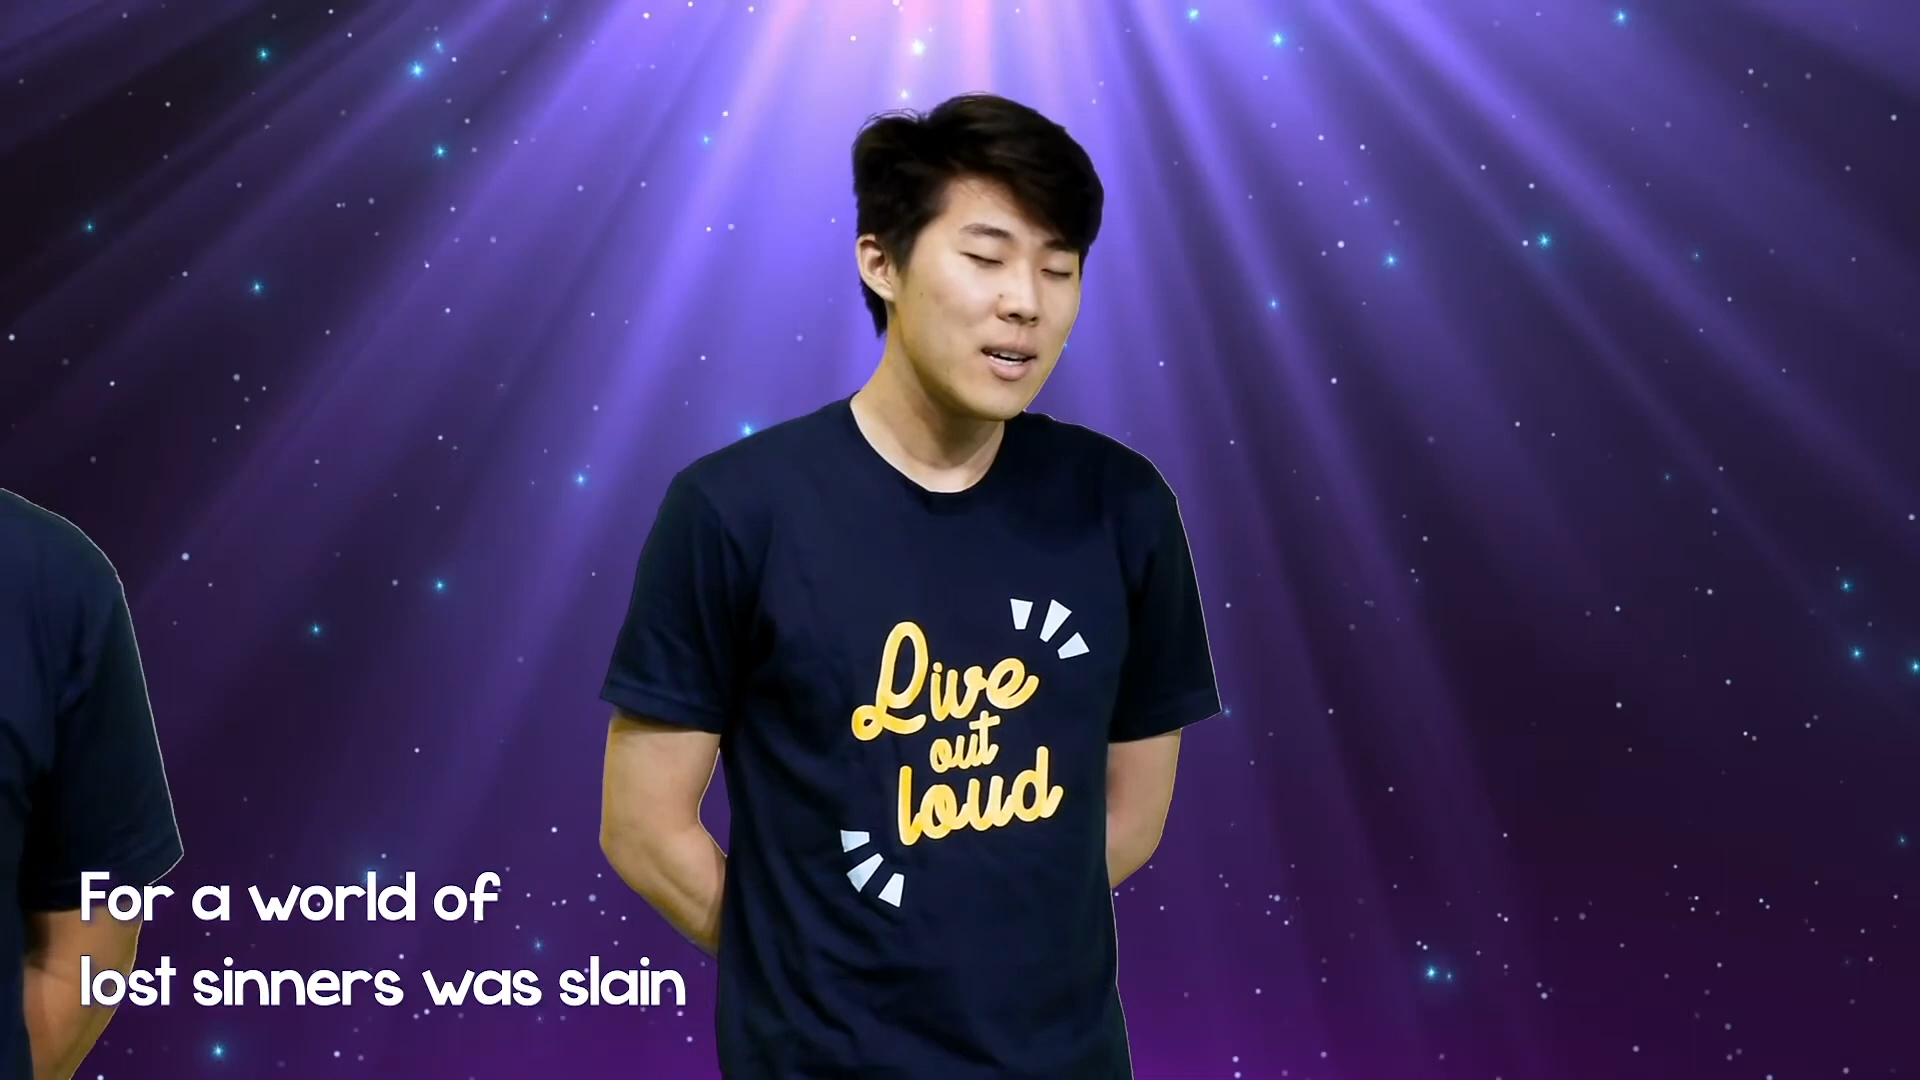 Live
out
loud
For a world of
lost sinners was slain